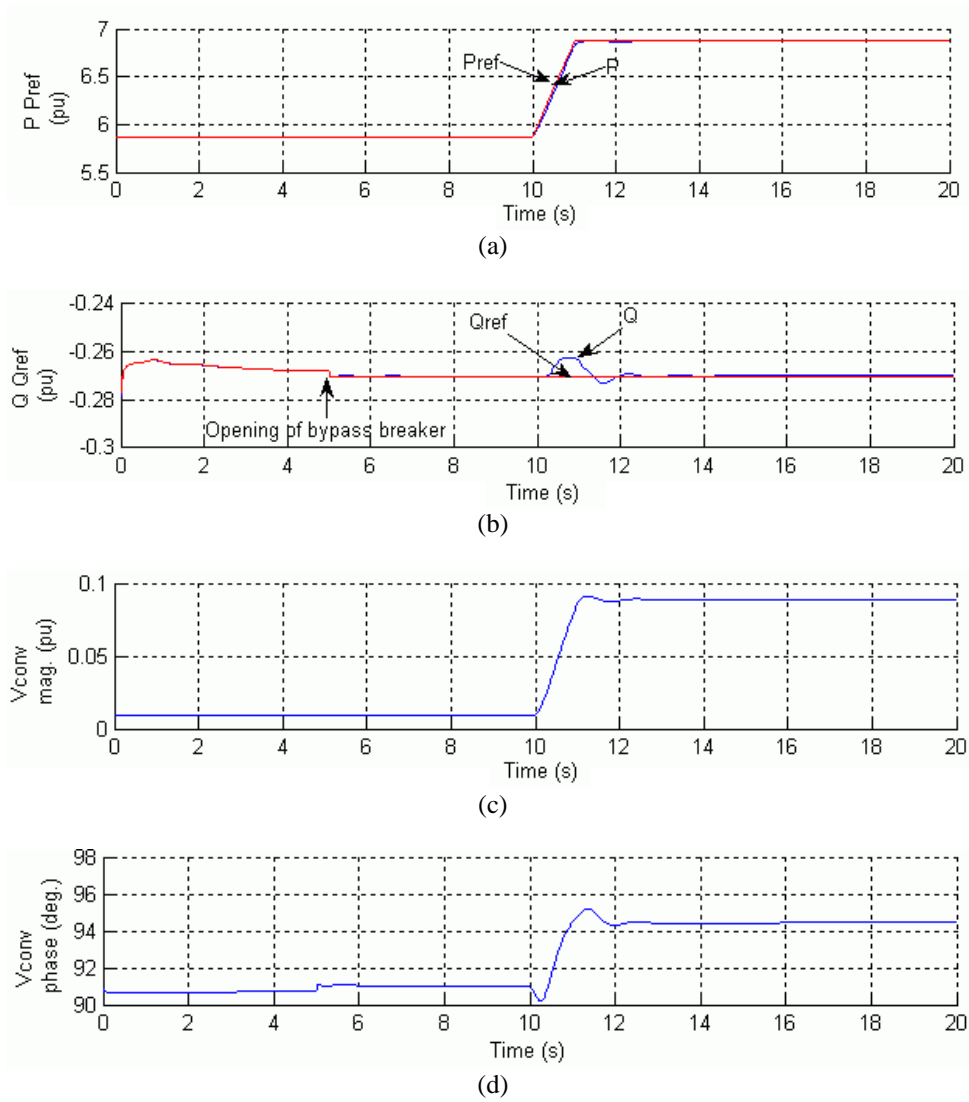 7
6.5
6
5.5
P Pref
(pu)
Pref
P
0 2 4 6 8 10 12 14 16 18 20
Time (s)
(a)
-0.24
-0.26
-0.28
-0.3
Q Qref
(pu)
Qref
Q
Opening of bypass breaker
0 2 4 6 8 10 12 14 16 18 20
Time (s)
(b)
0.1
0.05
0
Vconv
mag. (pu)
0 2 4 6 8 10 12 14 16 18 20
Time (s)
(c)
98
96
94
91
90
Vconv
phase (deg.)
0 2 4 6 8 10 12 14 16 18 20
Time (s)
(d)